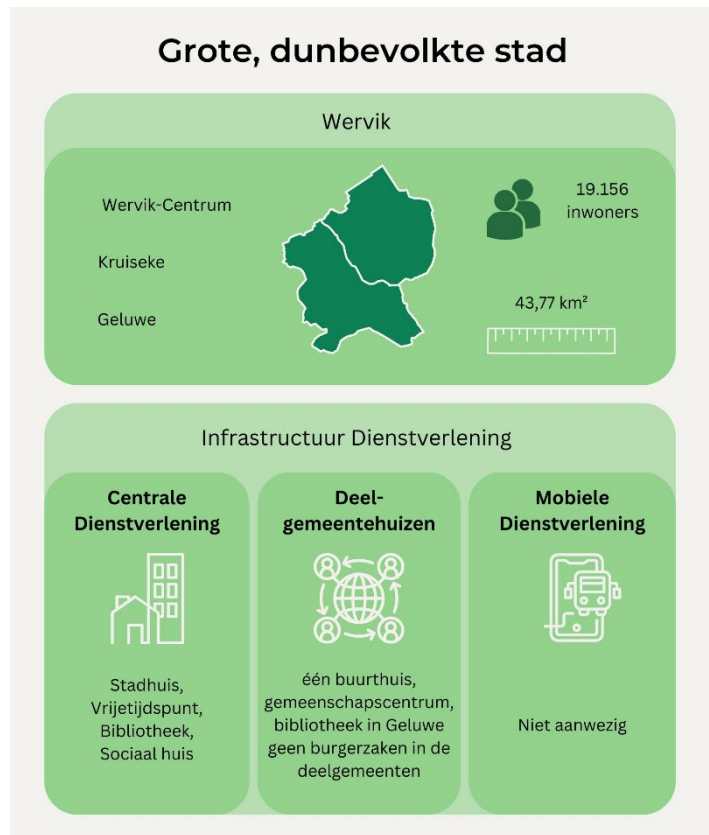 Grote, dunbevolkte stad
Wervik
Wervik-Centrum
Kruiseke
Geluwe
19.156
inwoners
43,77 km²
Infrastructuur Dienstverlening
Centrale
Dienstverlening
Stadhuis,
Vrijetijdspunt,
Bibliotheek,
Sociaal huis
Deel-
gemeentehuizen
één buurthuis,
gemeenschapscentrum,
bibliotheek in Geluwe
geen burgerzaken in de
deelgemeenten
Mobiele
Dienstverlening
Niet aanwezig